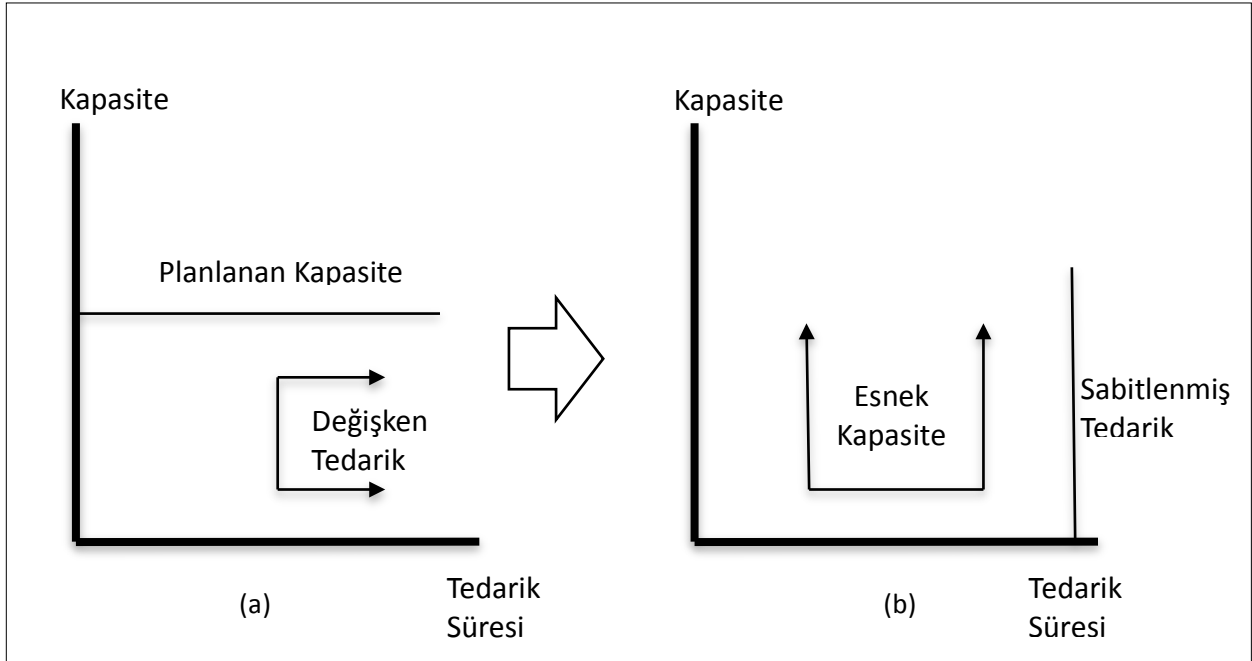 Kapasite
Planlanan Kapasite
Değişken
Tedarik
Tedarik
Süresi
(a)
Kapasite
Esnek
Kapasite
Sabitlenmiş
Tedarik
Tedarik
Süresi
(b)